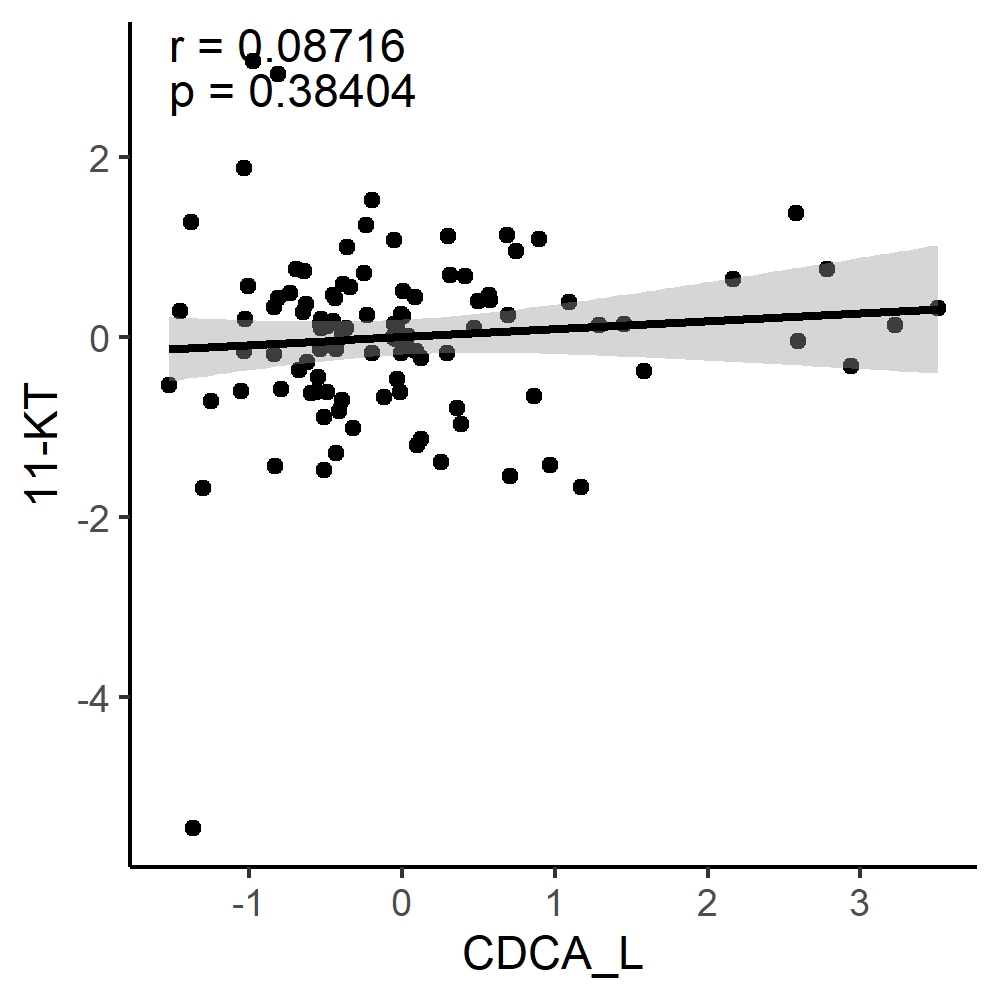 r = 0.08716
p = 0.38404
2
0
-2
-4
11-KT
-1 0 1 2 3
CDCA_L